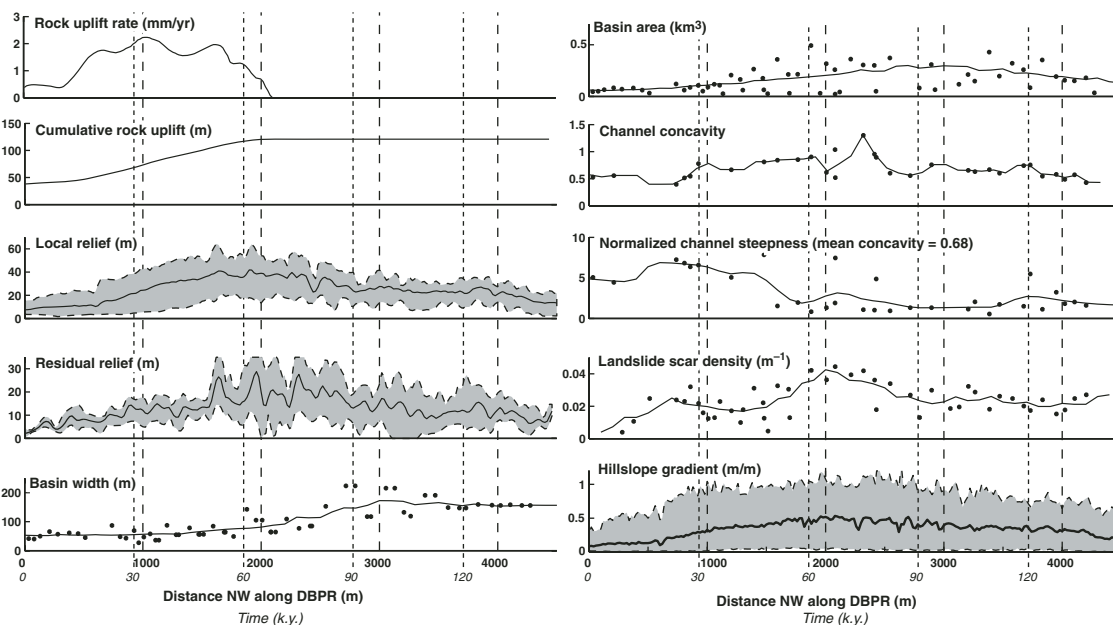 Rock uplift rate (mm/yr)
3
2
1
0
Cumulative rock uplift (m)
150
100
50
0
Local relief (m)
60
40
20
0
Residual relief (m)
30
20
10
0
Basin width (m)
200
100
0
0 1000 2000 3000 4000
30 60 90 120
Distance NW along DBPR (m)
Time (k.y.)
Basin area (km³)
0.5
0
Channel concavity
1.5
1
0.5
0
Normalized channel steepness (mean concavity = 0.68)
10
5
0
Landslide scar density (m⁻¹)
0.04
0.02
0
Hillslope gradient (m/m)
1
0.5
0
0 1000 2000 3000 4000
0 30 60 90 120
Distance NW along DBPR (m)
Time (k.y.)